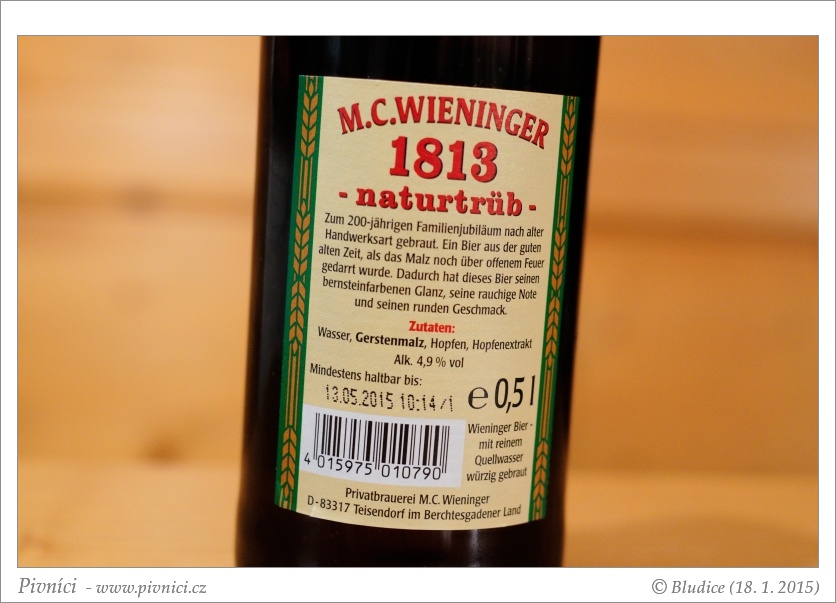 M.C.WIENINGER
1813
- naturtrüb -
Zum 200-jährigen Familienjubiläum nach alter
Handwerksart gebraut. Ein Bier aus der guten
alten Zeit, als das Malz noch über offenem Feuer
gedarrt wurde. Dadurch hat dieses Bier seinen
bernsteinfarbenen Glanz, seine rauchige Note
und seinen runden Geschmack.
Zutaten:
Wasser, Gerstenmalz, Hopfen, Hopfenextrakt
Alk. 4,9 % vol
Mindestens haltbar bis:
13.05.2015 10:14/1
℮ 0,5 l
Wieninger Bier -
mit reinem
Quellwasser
würzig gebraut
4 015975 010790
Privatbrauerei M.C. Wieninger
D-83317 Teisendorf im Berchtesgadener Land
Pivníci - www.pivnici.cz
© Bludice (18. 1. 2015)